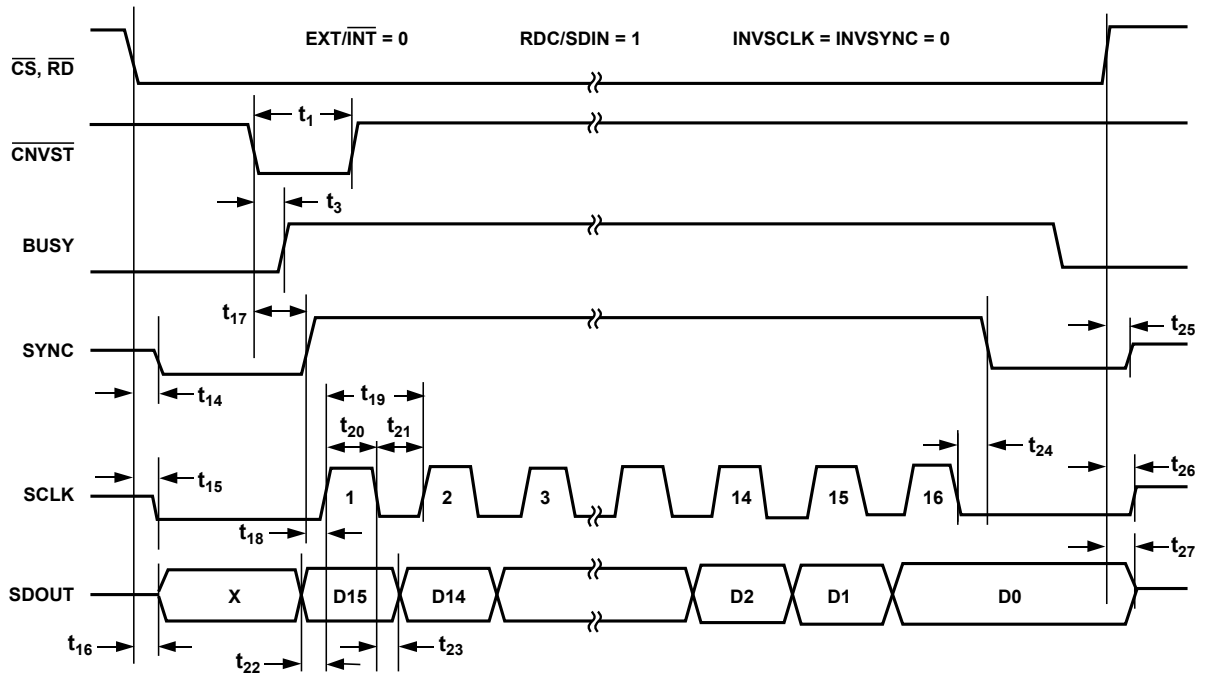 EXT/INT = 0 RDC/SDIN = 1 INVSCLK = INVSYNC = 0
CS, RD
t1
CNVST
t3
BUSY
t17
t25
SYNC
t14
t19
t20 t21
t24
t26
t15
SCLK
1 2 3 14 15 16
t18
t27
SDOUT
X D15 D14 D2 D1 D0
t16
t22
t23